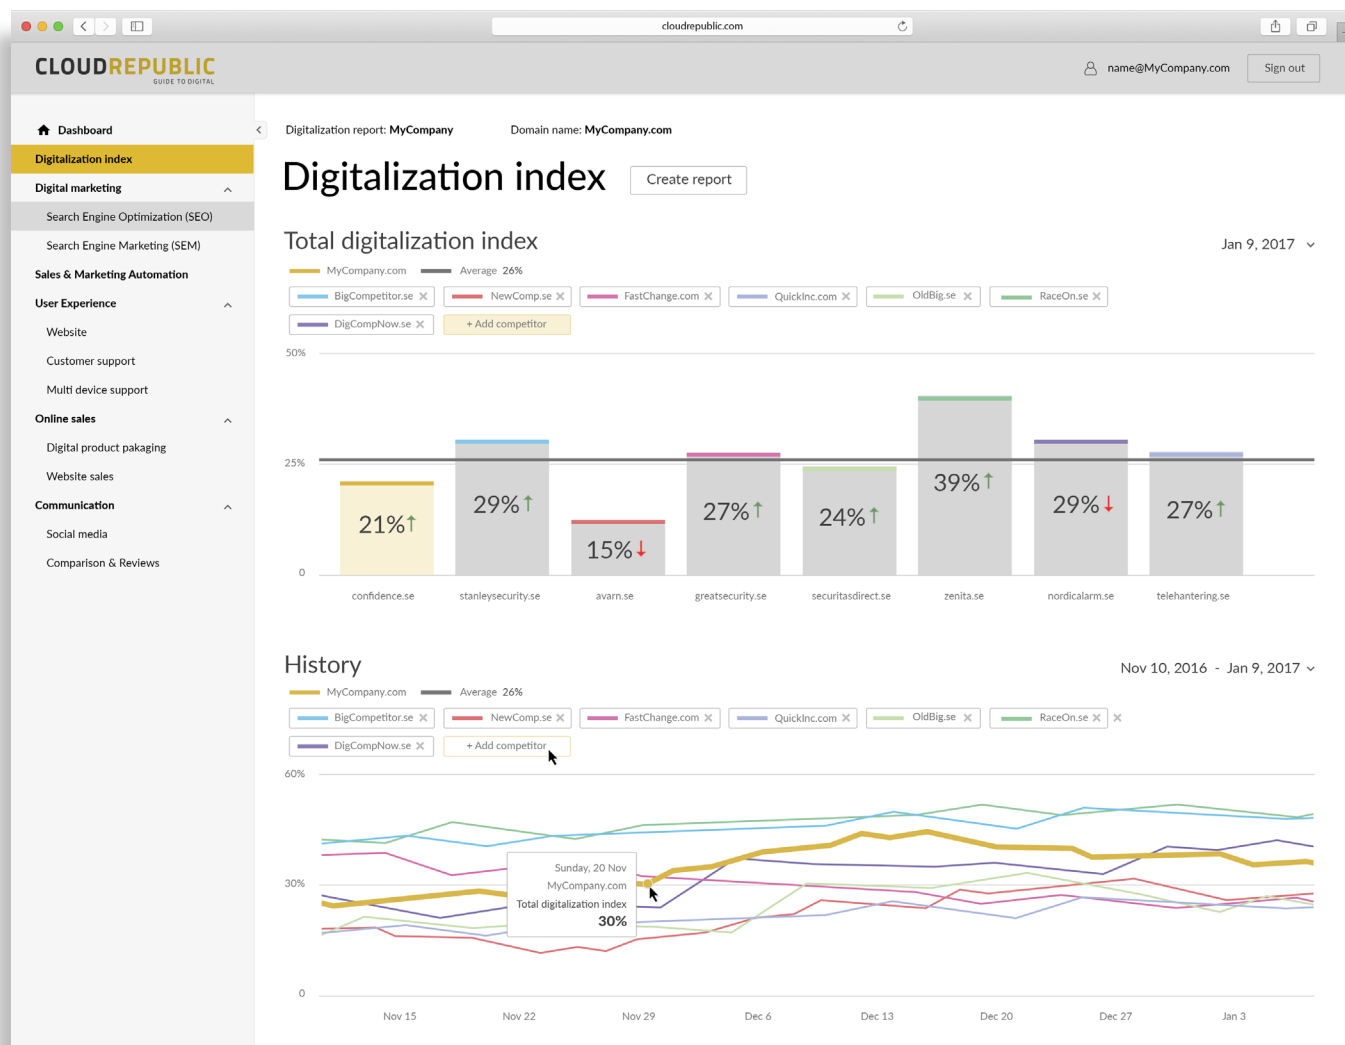 cloudrepublic.com
CLOUDREPUBLIC
GUIDE TO DIGITAL
name@MyCompany.com
Sign out
Dashboard
Digitalization index
Digital marketing
Search Engine Optimization (SEO)
Search Engine Marketing (SEM)
Sales & Marketing Automation
User Experience
Website
Customer support
Multi device support
Online sales
Digital product pakaging
Website sales
Communication
Social media
Comparison & Reviews
Digitalization report: MyCompany Domain name: MyCompany.com
Digitalization index Create report
Total digitalization index Jan 9, 2017
MyCompany.com Average 26%
BigCompetitor.se NewComp.se FastChange.com QuickInc.com OldBig.se RaceOn.se
DigCompNow.se + Add competitor
50%
25%
0
21% 29% 15% 27% 24% 39% 29% 27%
confidence.se stanleysecurity.se avarn.se greatsecurity.se securitasdirect.se zenita.se nordicalarm.se telehantering.se
History Nov 10, 2016 - Jan 9, 2017
MyCompany.com Average 26%
BigCompetitor.se NewComp.se FastChange.com QuickInc.com OldBig.se RaceOn.se
DigCompNow.se + Add competitor
60%
30%
0
Sunday, 20 Nov
MyCompany.com
Total digitalization index
30%
Nov 15 Nov 22 Nov 29 Dec 6 Dec 13 Dec 20 Dec 27 Jan 3